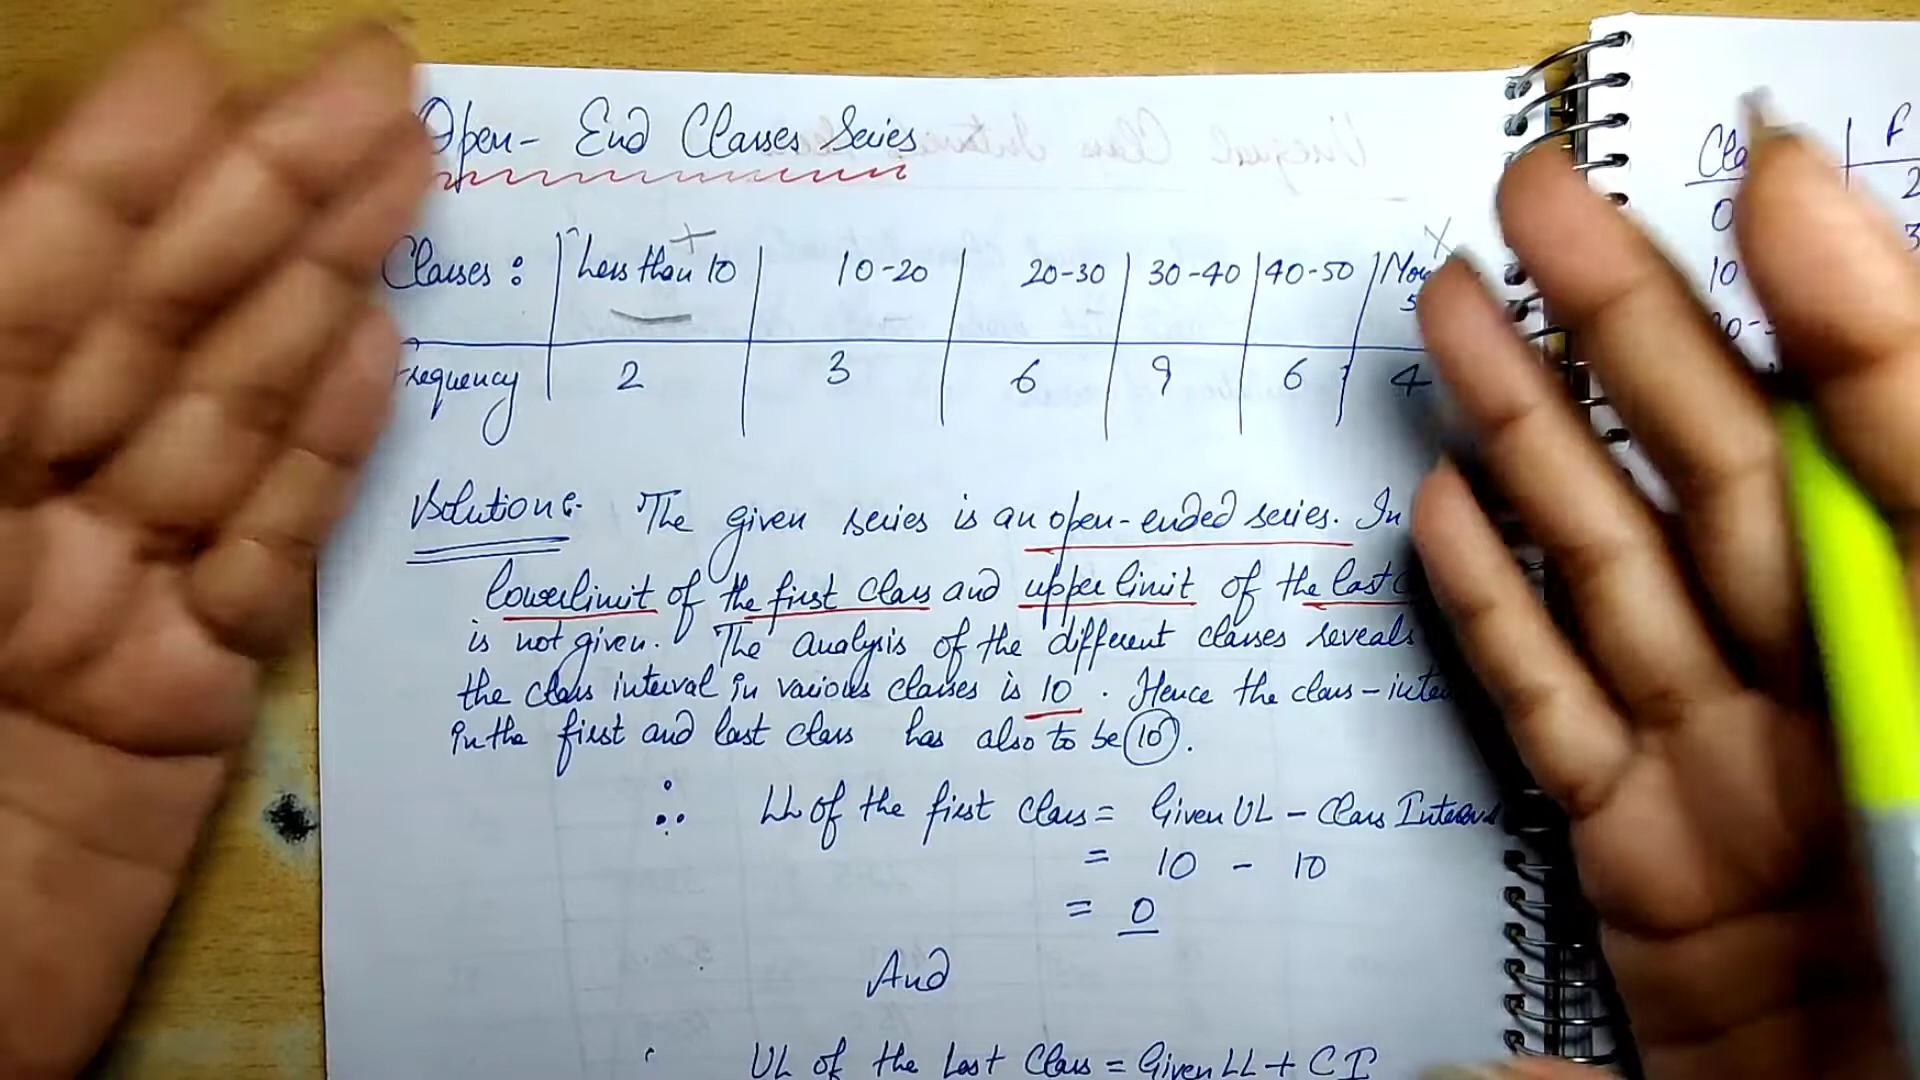 Open-End Classes Series
Classes: Less than 10 10-20 20-30 30-40 40-50
Frequency 2 3 6 9 6 4
Solution:- The given series is an open-ended series. In
lowerlimit of the first class and upper limit of the last
is not given. The analysis of the different classes reveals
the class interval in various classes is 10. Hence the class-
in the first and last class has also to be 10.
∴ LL of the first class = Given UL - Class Interval
= 10 - 10
= 0
And
UL of the last class = Given LL + CI
f
2
3
0
10